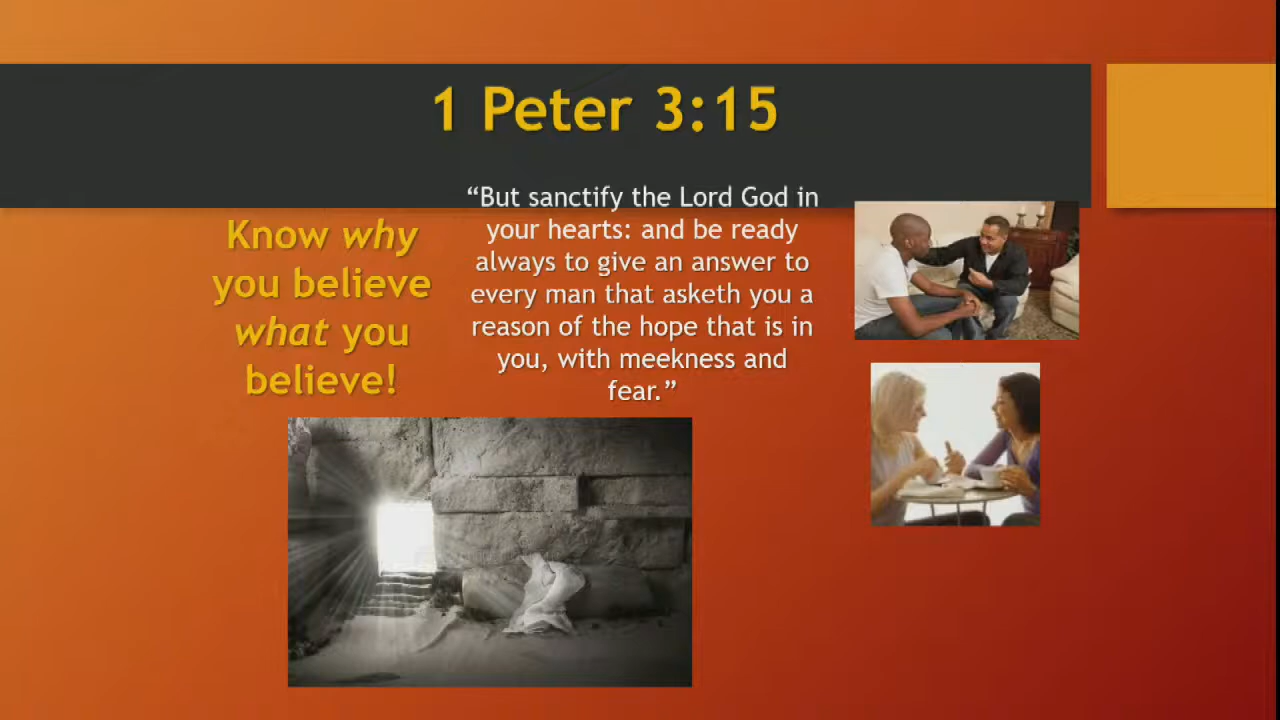 1 Peter 3:15
Know why
you believe
what you
believe!
“But sanctify the Lord God in
your hearts: and be ready
always to give an answer to
every man that asketh you a
reason of the hope that is in
you, with meekness and
fear.”